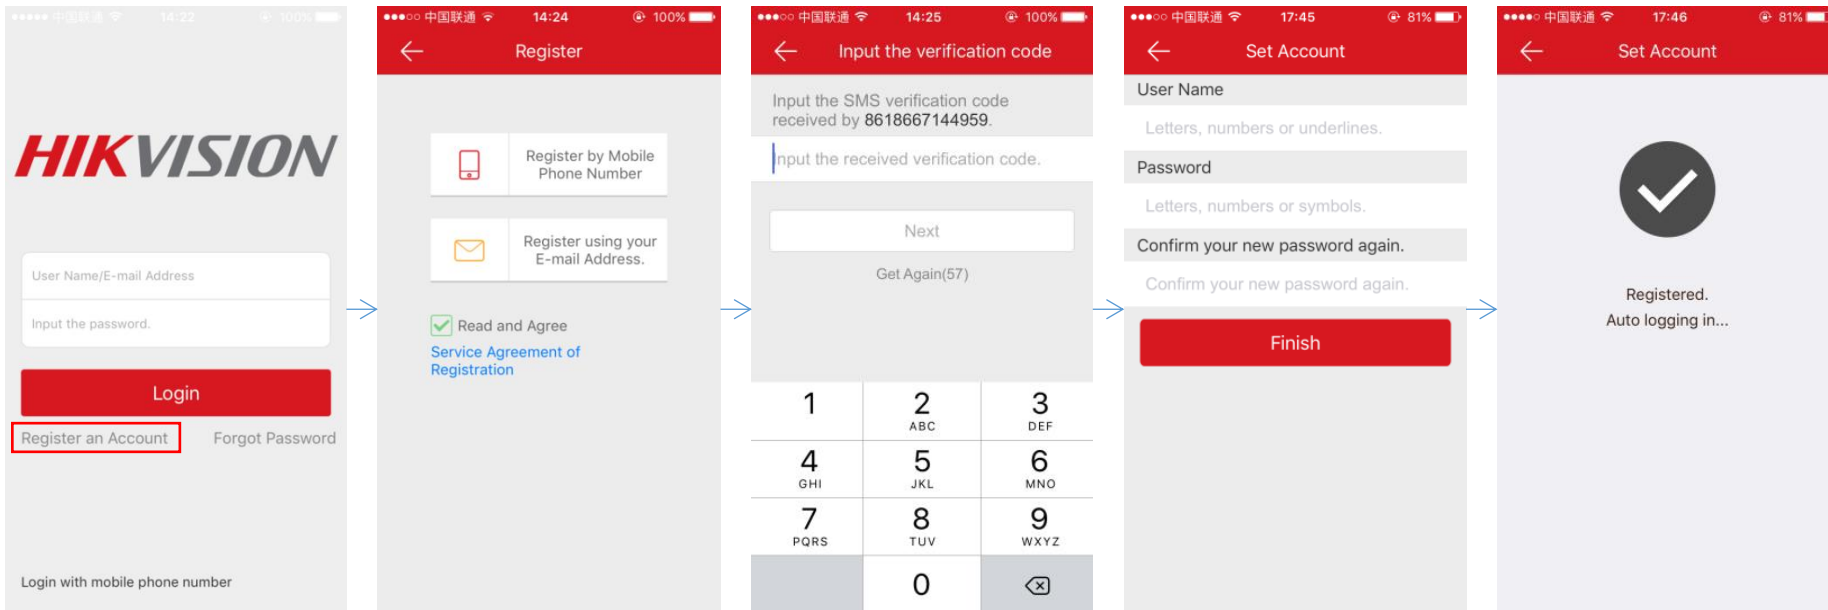 中国联通 14:22 100%
HIKVISION
User Name/E-mail Address
Input the password.
Login
Register an Account
Forgot Password
Login with mobile phone number
中国联通 14:24 100%
Register
Register by Mobile
Phone Number
Register using your
E-mail Address.
Read and Agree
Service Agreement of
Registration
中国联通 14:25 100%
Input the verification code
Input the SMS verification code
received by 8618667144959.
Input the received verification code.
Next
Get Again(57)
1 2 3
ABC DEF
4 5 6
GHI JKL MNO
7 8 9
PQRS TUV WXYZ
0
中国联通 17:45 81%
Set Account
User Name
Letters, numbers or underlines.
Password
Letters, numbers or symbols.
Confirm your new password again.
Confirm your new password again.
Finish
中国联通 17:46 81%
Set Account
Registered.
Auto logging in...